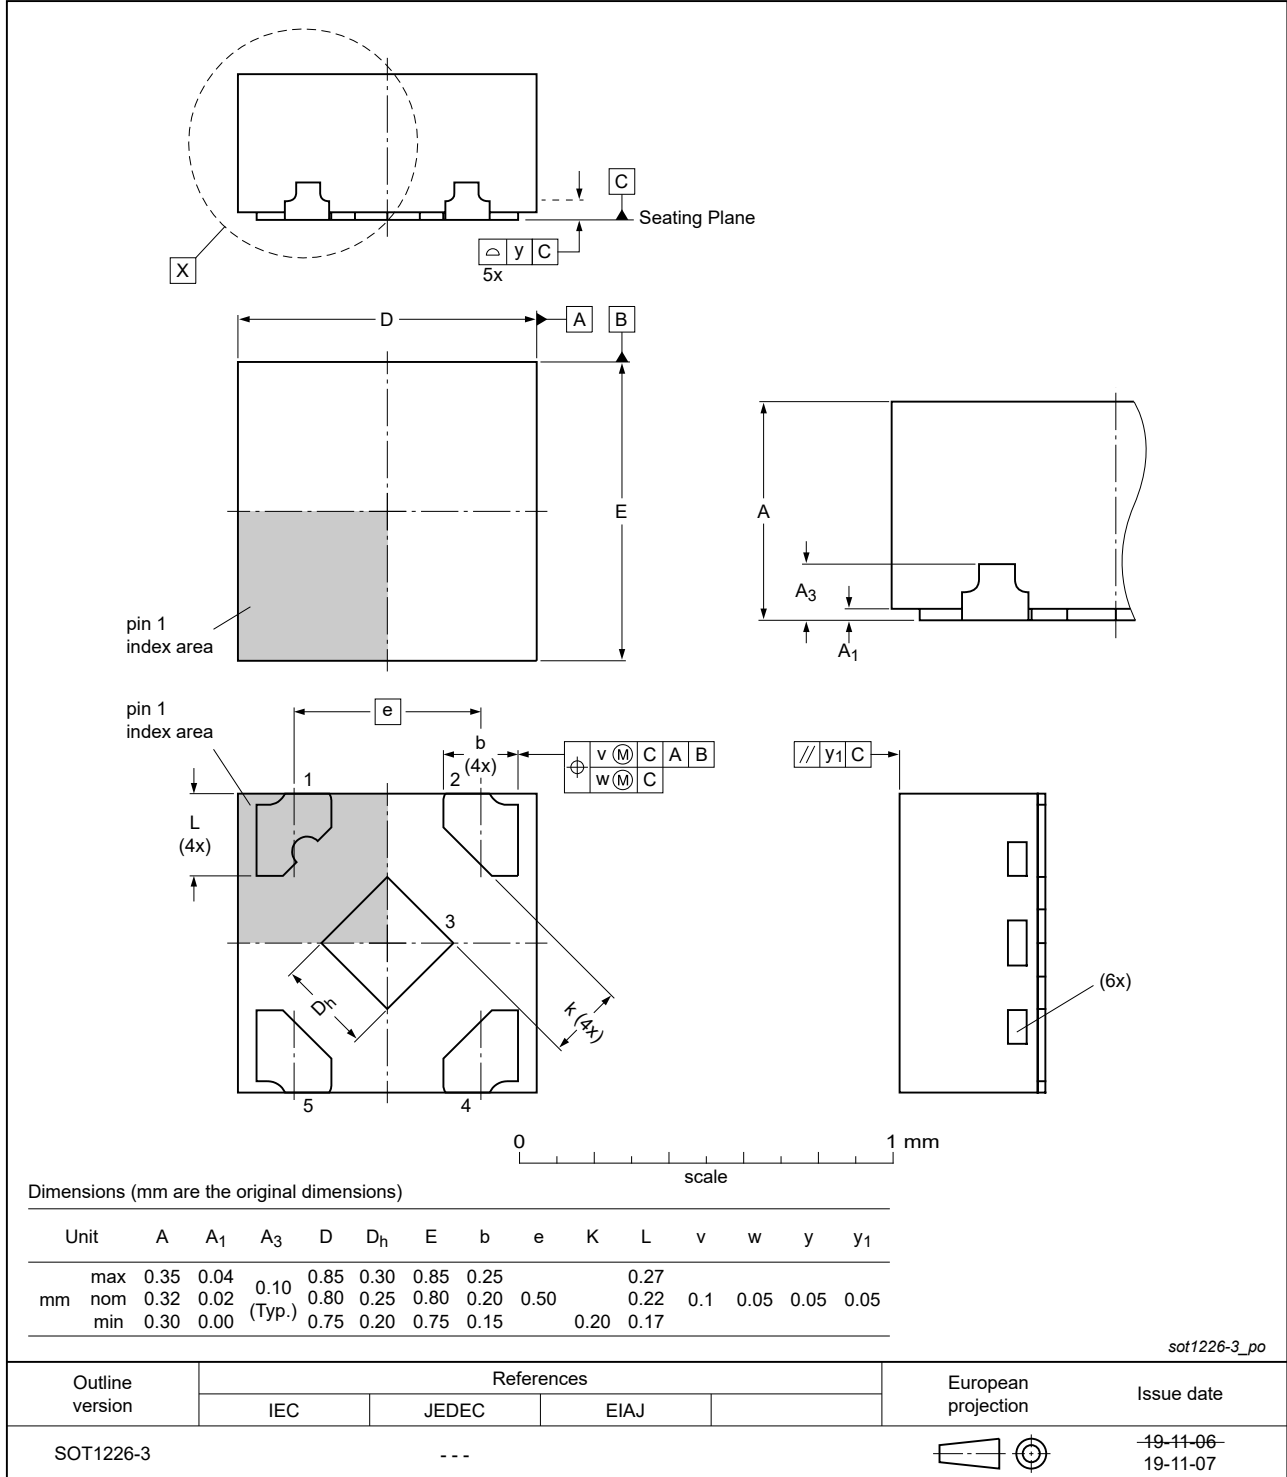 C
Seating Plane
⌓ y C
5x
X
D
A
B
E
pin 1
index area
A
A3
A1
pin 1
index area
e
b
(4x)
v Ⓜ C A B
w Ⓜ C
// y1 C
1
2
L
(4x)
3
Dh
k (4x)
(6x)
5
4
0
1 mm
scale
Dimensions (mm are the original dimensions)
Unit A A1 A3 D Dh E b e K L v w y y1
max 0.35 0.04 0.85 0.30 0.85 0.25 0.27
mm nom 0.32 0.02 0.10 (Typ.) 0.80 0.25 0.80 0.20 0.50 0.22 0.1 0.05 0.05 0.05
min 0.30 0.00 0.75 0.20 0.75 0.15 0.20 0.17
sot1226-3_po
Outline version
References
European projection
Issue date
IEC JEDEC EIAJ
SOT1226-3
- - -
19-11-06
19-11-07